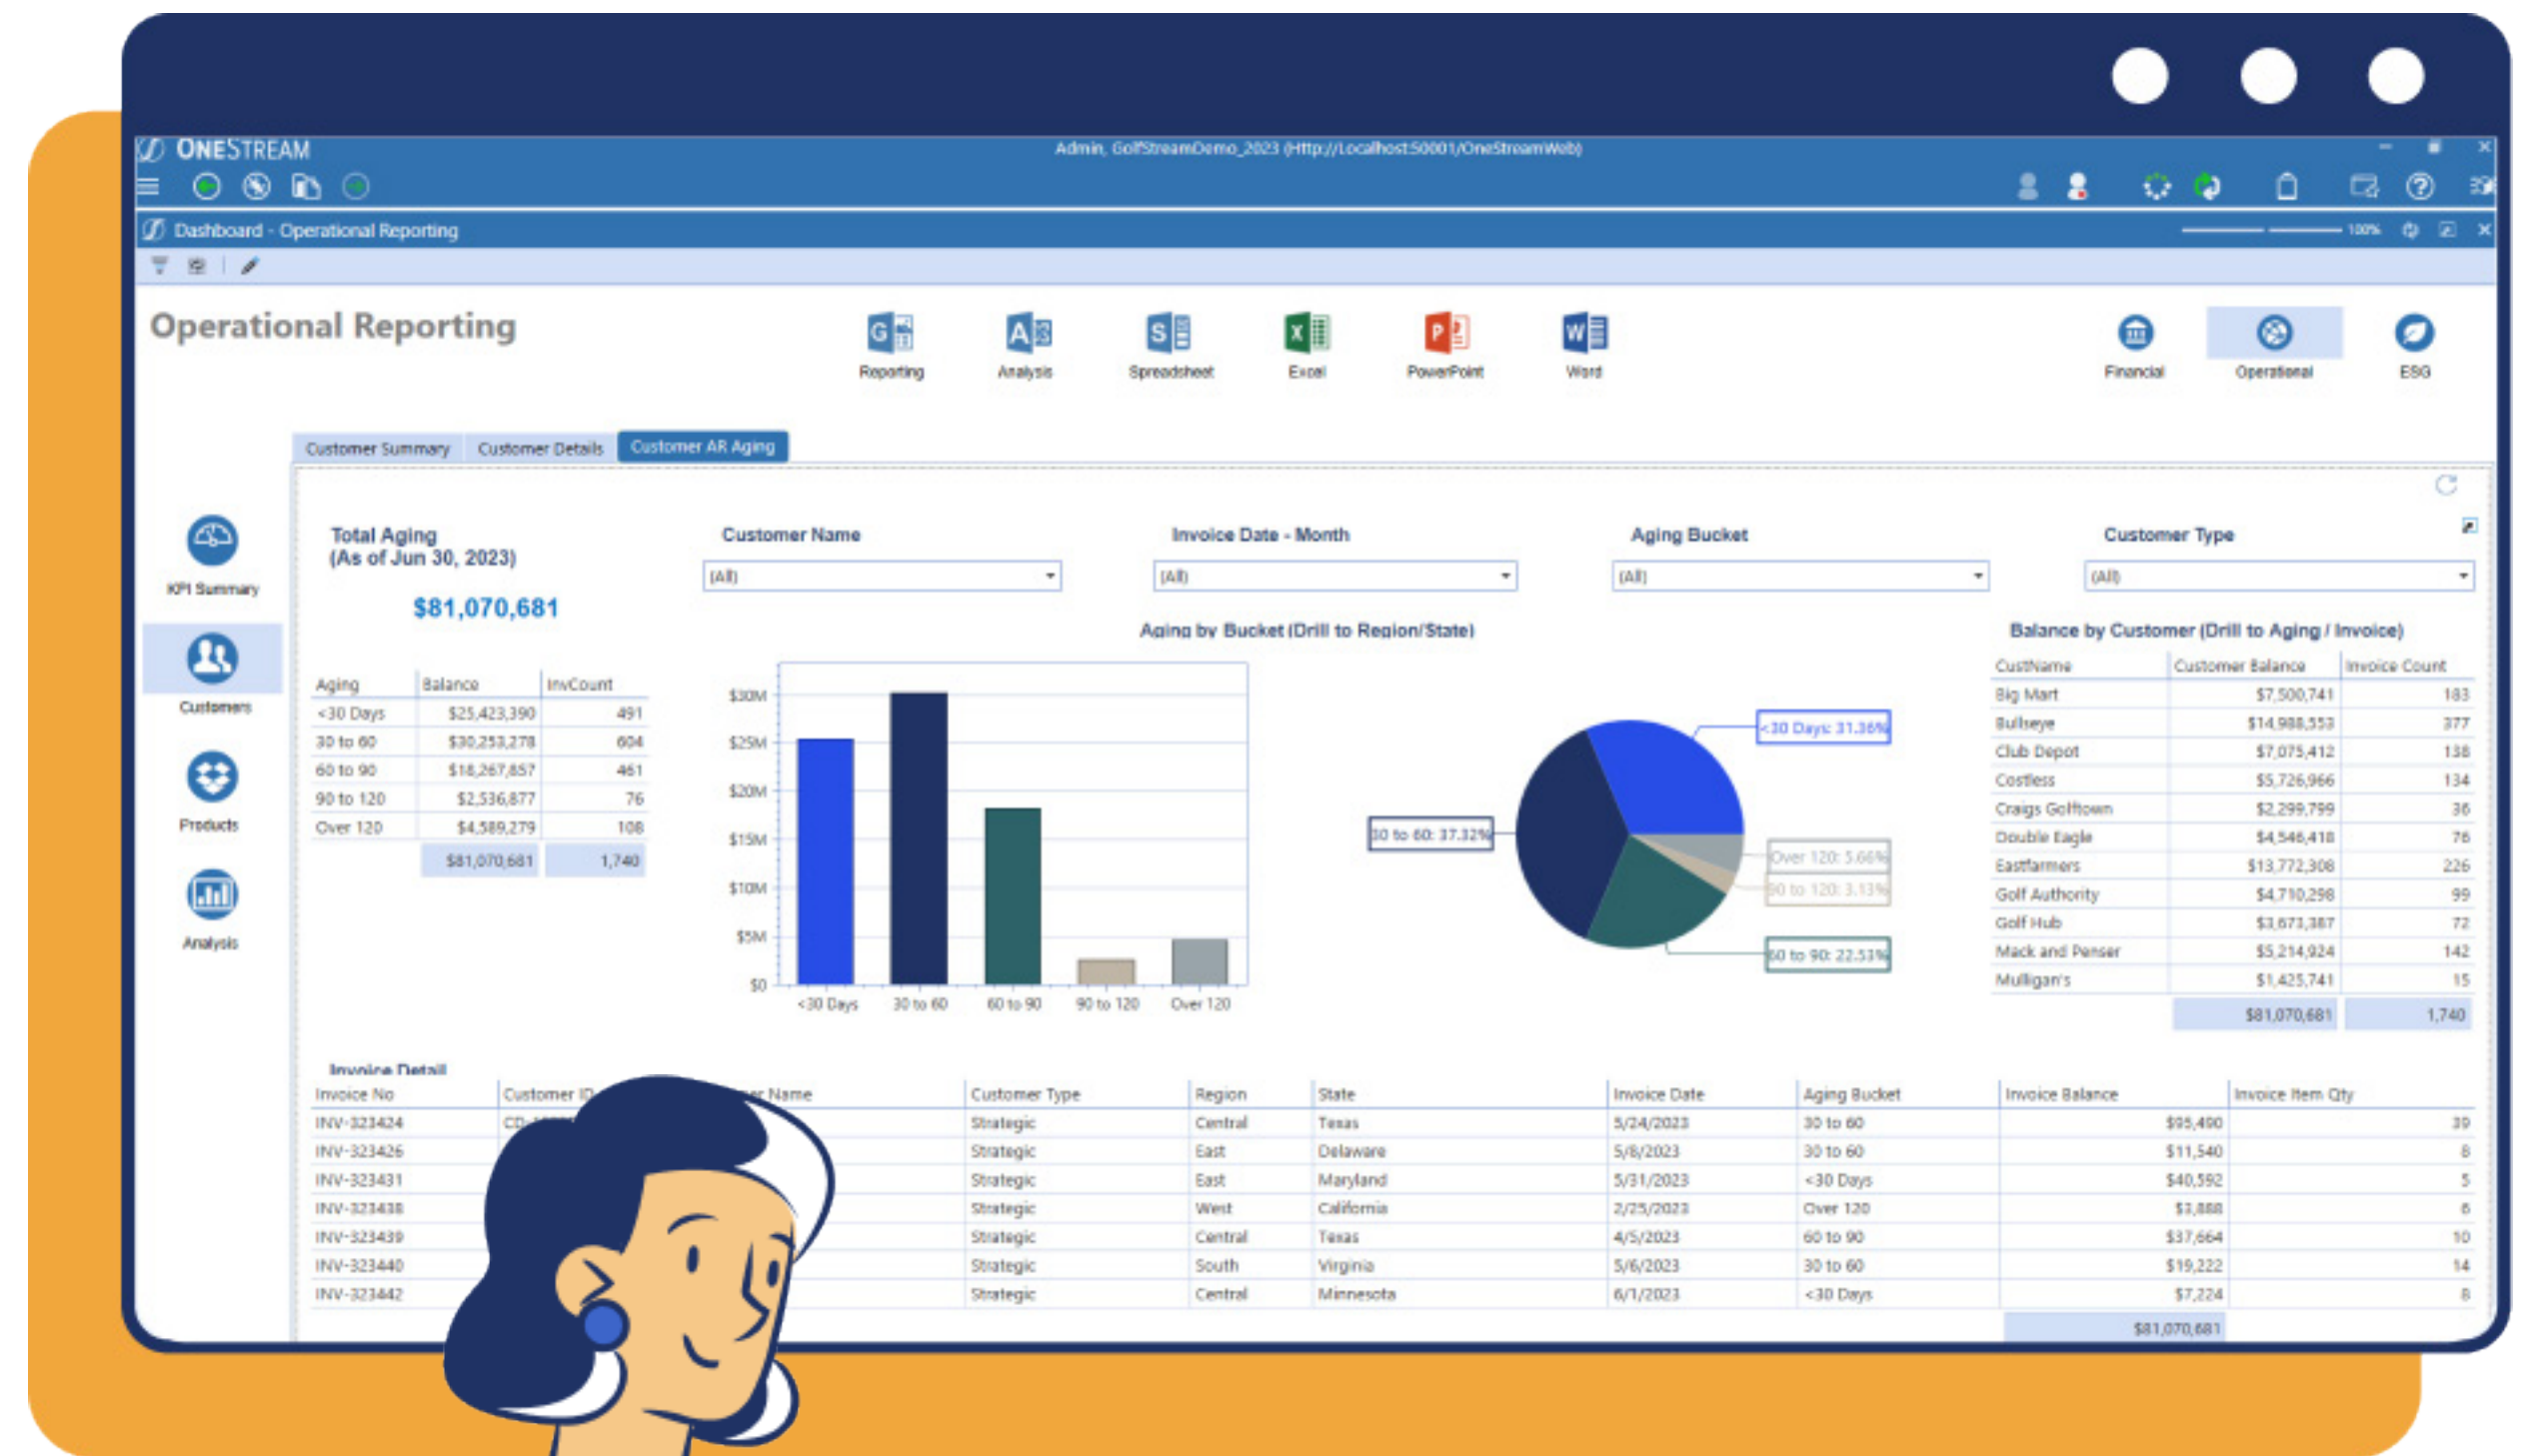 ONESTREAM
Admin, GolfStreamDemo_2023 (Http://Localhost:50001/OneStreamWeb)
Dashboard - Operational Reporting
100%
Operational Reporting
Reporting Analysis Spreadsheet Excel PowerPoint Word
Financial Operational ESG
Customer Summary Customer Details Customer AR Aging
KPI Summary
Customers
Products
Analysis
Total Aging
(As of Jun 30, 2023)
$81,070,681
Customer Name Invoice Date - Month Aging Bucket Customer Type
(All) (All) (All) (All)
Aging Balance InvCount
<30 Days $25,423,390 491
30 to 60 $30,253,278 604
60 to 90 $18,267,857 461
90 to 120 $2,536,877 76
Over 120 $4,589,279 108
$81,070,681 1,740
Aging by Bucket (Drill to Region/State)
$30M
$25M
$20M
$15M
$10M
$5M
$0
<30 Days 30 to 60 60 to 90 90 to 120 Over 120
<30 Days: 31.36%
30 to 60: 37.32%
Over 120: 5.66%
90 to 120: 3.13%
60 to 90: 22.53%
Balance by Customer (Drill to Aging / Invoice)
CustName Customer Balance Invoice Count
Big Mart $7,500,741 183
Bullseye $14,988,553 377
Club Depot $7,075,412 138
Costless $5,726,966 134
Craigs Golftown $2,299,799 36
Double Eagle $4,546,418 76
Eastfarmers $13,772,308 226
Golf Authority $4,710,298 99
Golf Hub $3,673,387 72
Mack and Penser $5,214,924 142
Mulligan's $1,425,741 15
$81,070,681 1,740
Invoice Detail
Invoice No Customer ID Name Customer Type Region State Invoice Date Aging Bucket Invoice Balance Invoice Item Qty
INV-323424 Strategic Central Texas 5/24/2023 30 to 60 $95,490 39
INV-323426 Strategic East Delaware 5/8/2023 30 to 60 $11,540 8
INV-323431 Strategic East Maryland 5/31/2023 <30 Days $40,592 5
INV-323438 Strategic West California 2/25/2023 Over 120 $3,888 6
INV-323439 Strategic Central Texas 4/5/2023 60 to 90 $37,664 10
INV-323440 Strategic South Virginia 5/6/2023 30 to 60 $19,222 14
INV-323442 Strategic Central Minnesota 6/1/2023 <30 Days $7,224 8
$81,070,681